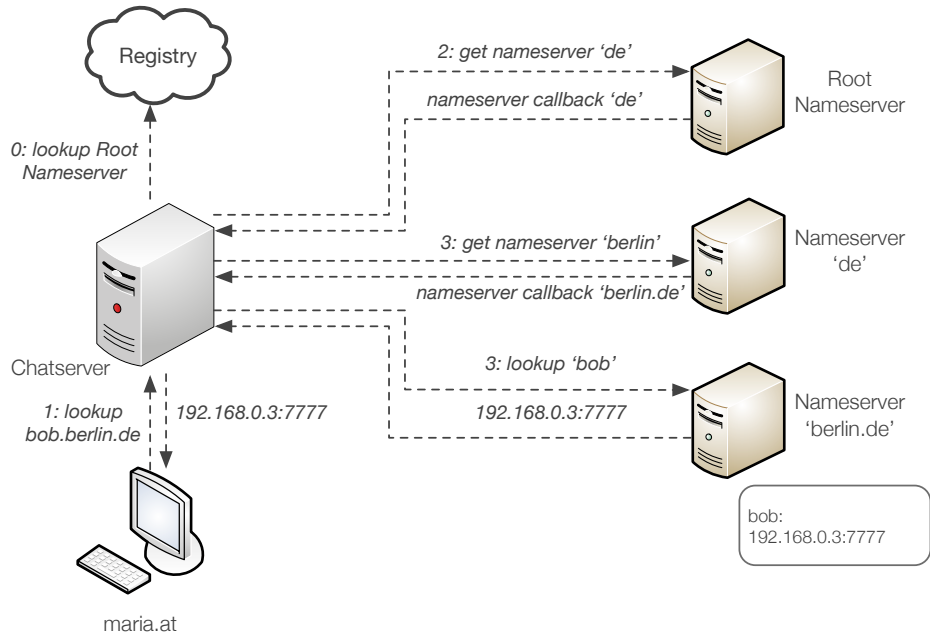 Registry
0: lookup Root
Nameserver
2: get nameserver ‘de’
nameserver callback ‘de’
Root
Nameserver
3: get nameserver ‘berlin’
nameserver callback ‘berlin.de’
Nameserver
‘de’
Chatserver
3: lookup ‘bob’
192.168.0.3:7777
Nameserver
‘berlin.de’
1: lookup
bob.berlin.de
192.168.0.3:7777
bob:
192.168.0.3:7777
maria.at